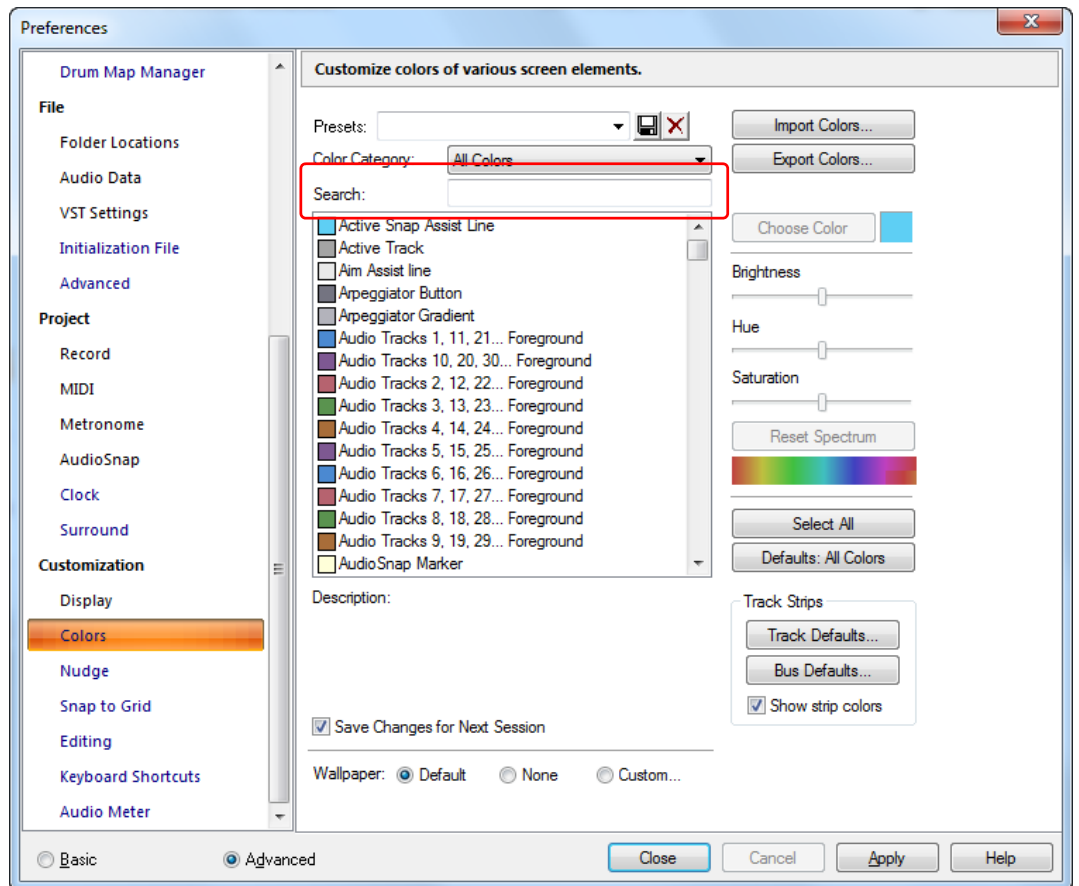 Preferences
Drum Map Manager
File
Folder Locations
Audio Data
VST Settings
Initialization File
Advanced
Project
Record
MIDI
Metronome
AudioSnap
Clock
Surround
Customization
Display
Colors
Nudge
Snap to Grid
Editing
Keyboard Shortcuts
Audio Meter
Customize colors of various screen elements.
Presets:
Color Category: All Colors
Search:
Active Snap Assist Line
Active Track
Aim Assist line
Arpeggiator Button
Arpeggiator Gradient
Audio Tracks 1, 11, 21... Foreground
Audio Tracks 10, 20, 30... Foreground
Audio Tracks 2, 12, 22... Foreground
Audio Tracks 3, 13, 23... Foreground
Audio Tracks 4, 14, 24... Foreground
Audio Tracks 5, 15, 25... Foreground
Audio Tracks 6, 16, 26... Foreground
Audio Tracks 7, 17, 27... Foreground
Audio Tracks 8, 18, 28... Foreground
Audio Tracks 9, 19, 29... Foreground
AudioSnap Marker
Description:
Save Changes for Next Session
Wallpaper: Default None Custom...
Import Colors...
Export Colors...
Choose Color
Brightness
Hue
Saturation
Reset Spectrum
Select All
Defaults: All Colors
Track Strips
Track Defaults...
Bus Defaults...
Show strip colors
Basic Advanced Close Cancel Apply Help